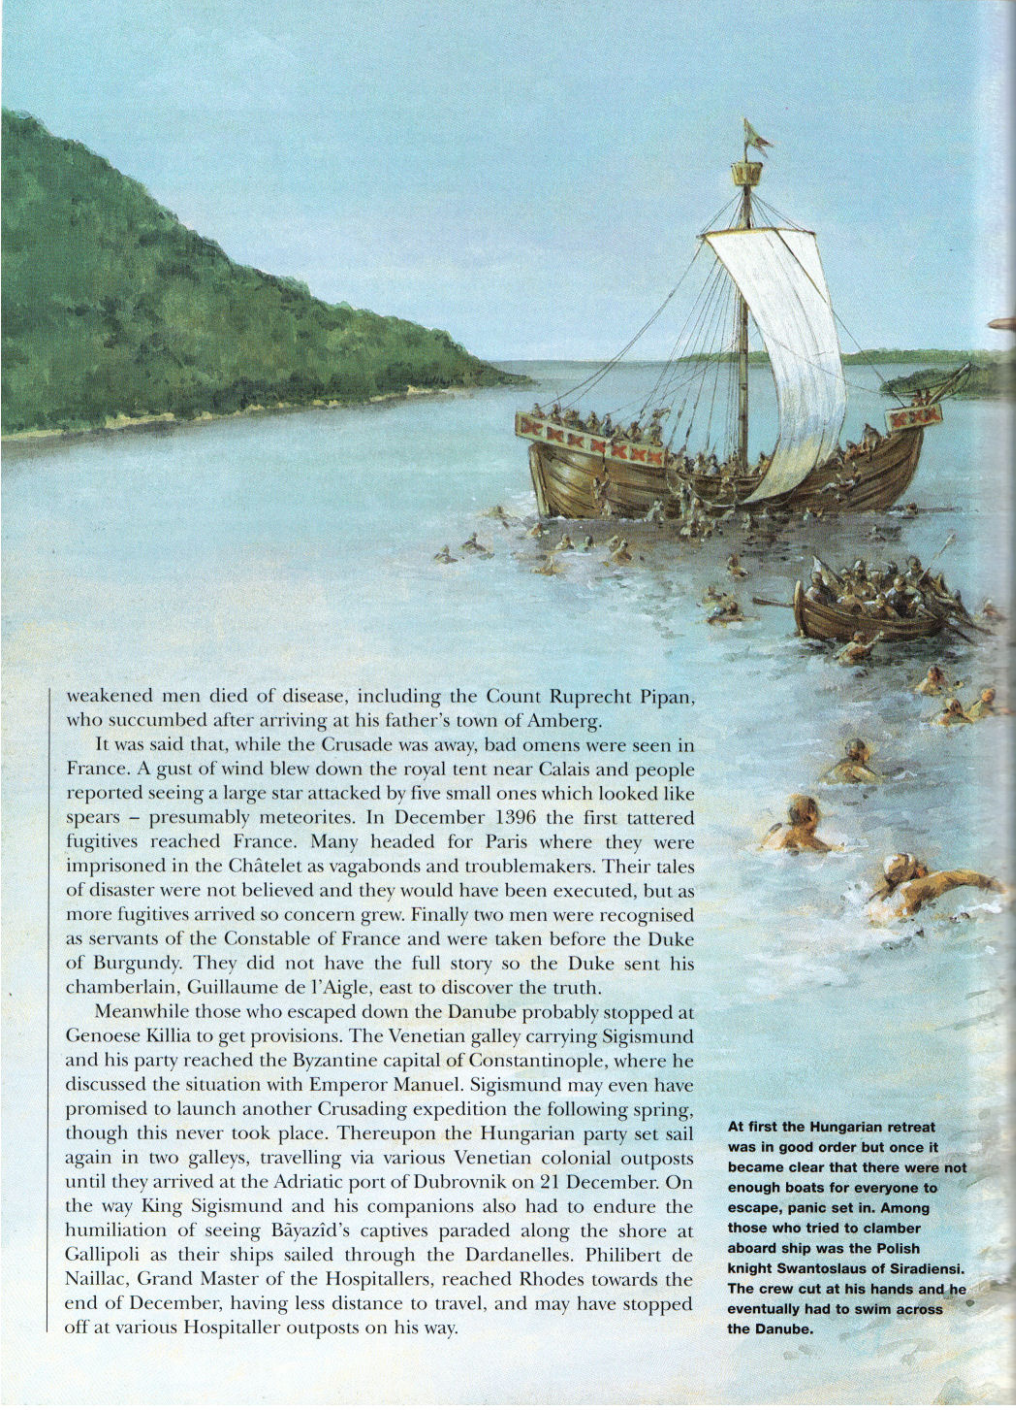 weakened men died of disease, including the Count Ruprecht Pipan,
who succumbed after arriving at his father's town of Amberg.
It was said that, while the Crusade was away, bad omens were seen in
France. A gust of wind blew down the royal tent near Calais and people
reported seeing a large star attacked by five small ones which looked like
spears – presumably meteorites. In December 1396 the first tattered
fugitives reached France. Many headed for Paris where they were
imprisoned in the Châtelet as vagabonds and troublemakers. Their tales
of disaster were not believed and they would have been executed, but as
more fugitives arrived so concern grew. Finally two men were recognised
as servants of the Constable of France and were taken before the Duke
of Burgundy. They did not have the full story so the Duke sent his
chamberlain, Guillaume de l'Aigle, east to discover the truth.
Meanwhile those who escaped down the Danube probably stopped at
Genoese Killia to get provisions. The Venetian galley carrying Sigismund
and his party reached the Byzantine capital of Constantinople, where he
discussed the situation with Emperor Manuel. Sigismund may even have
promised to launch another Crusading expedition the following spring,
though this never took place. Thereupon the Hungarian party set sail
again in two galleys, travelling via various Venetian colonial outposts
until they arrived at the Adriatic port of Dubrovnik on 21 December. On
the way King Sigismund and his companions also had to endure the
humiliation of seeing Bāyazîd's captives paraded along the shore at
Gallipoli as their ships sailed through the Dardanelles. Philibert de
Naillac, Grand Master of the Hospitallers, reached Rhodes towards the
end of December, having less distance to travel, and may have stopped
off at various Hospitaller outposts on his way.
At first the Hungarian retreat
was in good order but once it
became clear that there were not
enough boats for everyone to
escape, panic set in. Among
those who tried to clamber
aboard ship was the Polish
knight Swantoslaus of Siradiensi.
The crew cut at his hands and he
eventually had to swim across
the Danube.